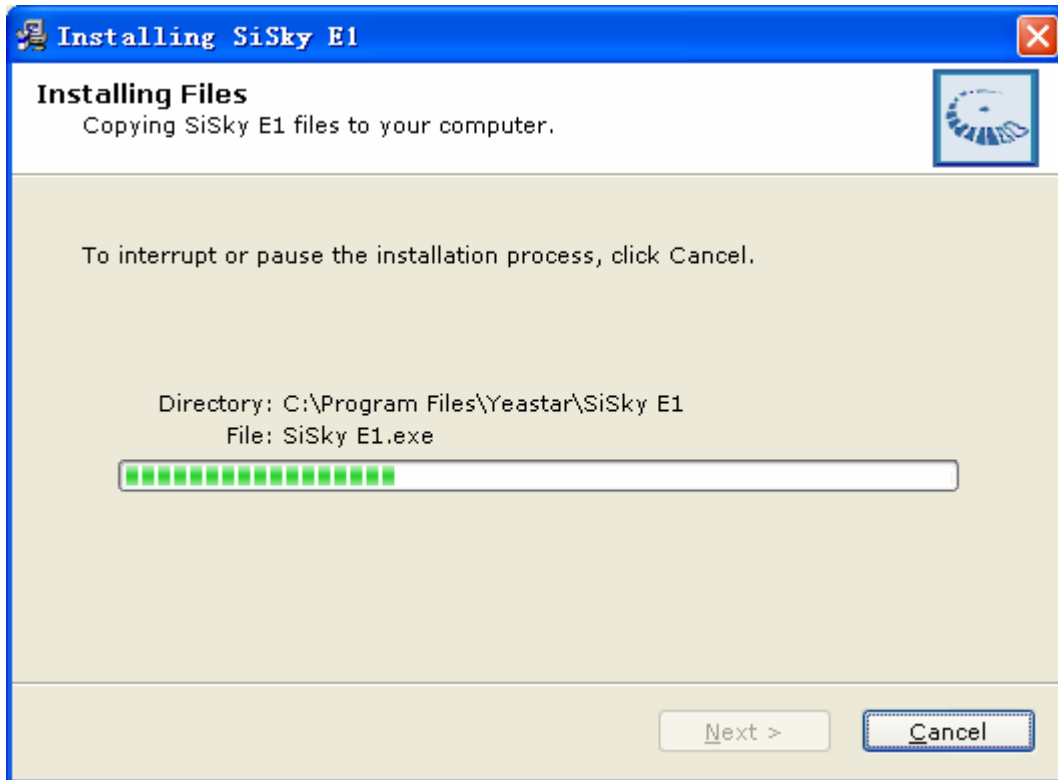 Installing SiSky E1
Installing Files
Copying SiSky E1 files to your computer.
To interrupt or pause the installation process, click Cancel.
Directory: C:\Program Files\Yeastar\SiSky E1
File: SiSky E1.exe
Next >
Cancel